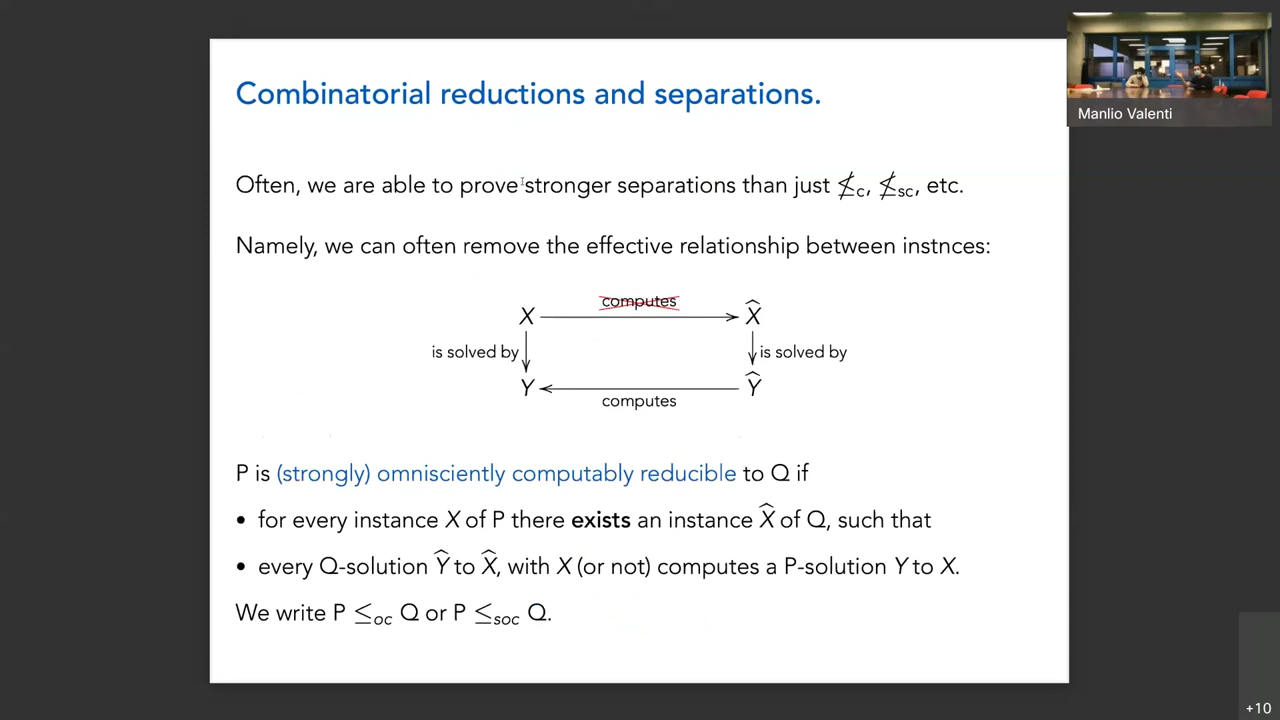 Combinatorial reductions and separations.
Manlio Valenti
Often, we are able to prove stronger separations than just ≰c, ≰sc, etc.
Namely, we can often remove the effective relationship between instnces:
computes
X X̂
is solved by is solved by
Y Ŷ
computes
P is (strongly) omnisciently computably reducible to Q if
• for every instance X of P there exists an instance X̂ of Q, such that
• every Q-solution Ŷ to X̂, with X (or not) computes a P-solution Y to X.
We write P ≤oc Q or P ≤soc Q.
+10